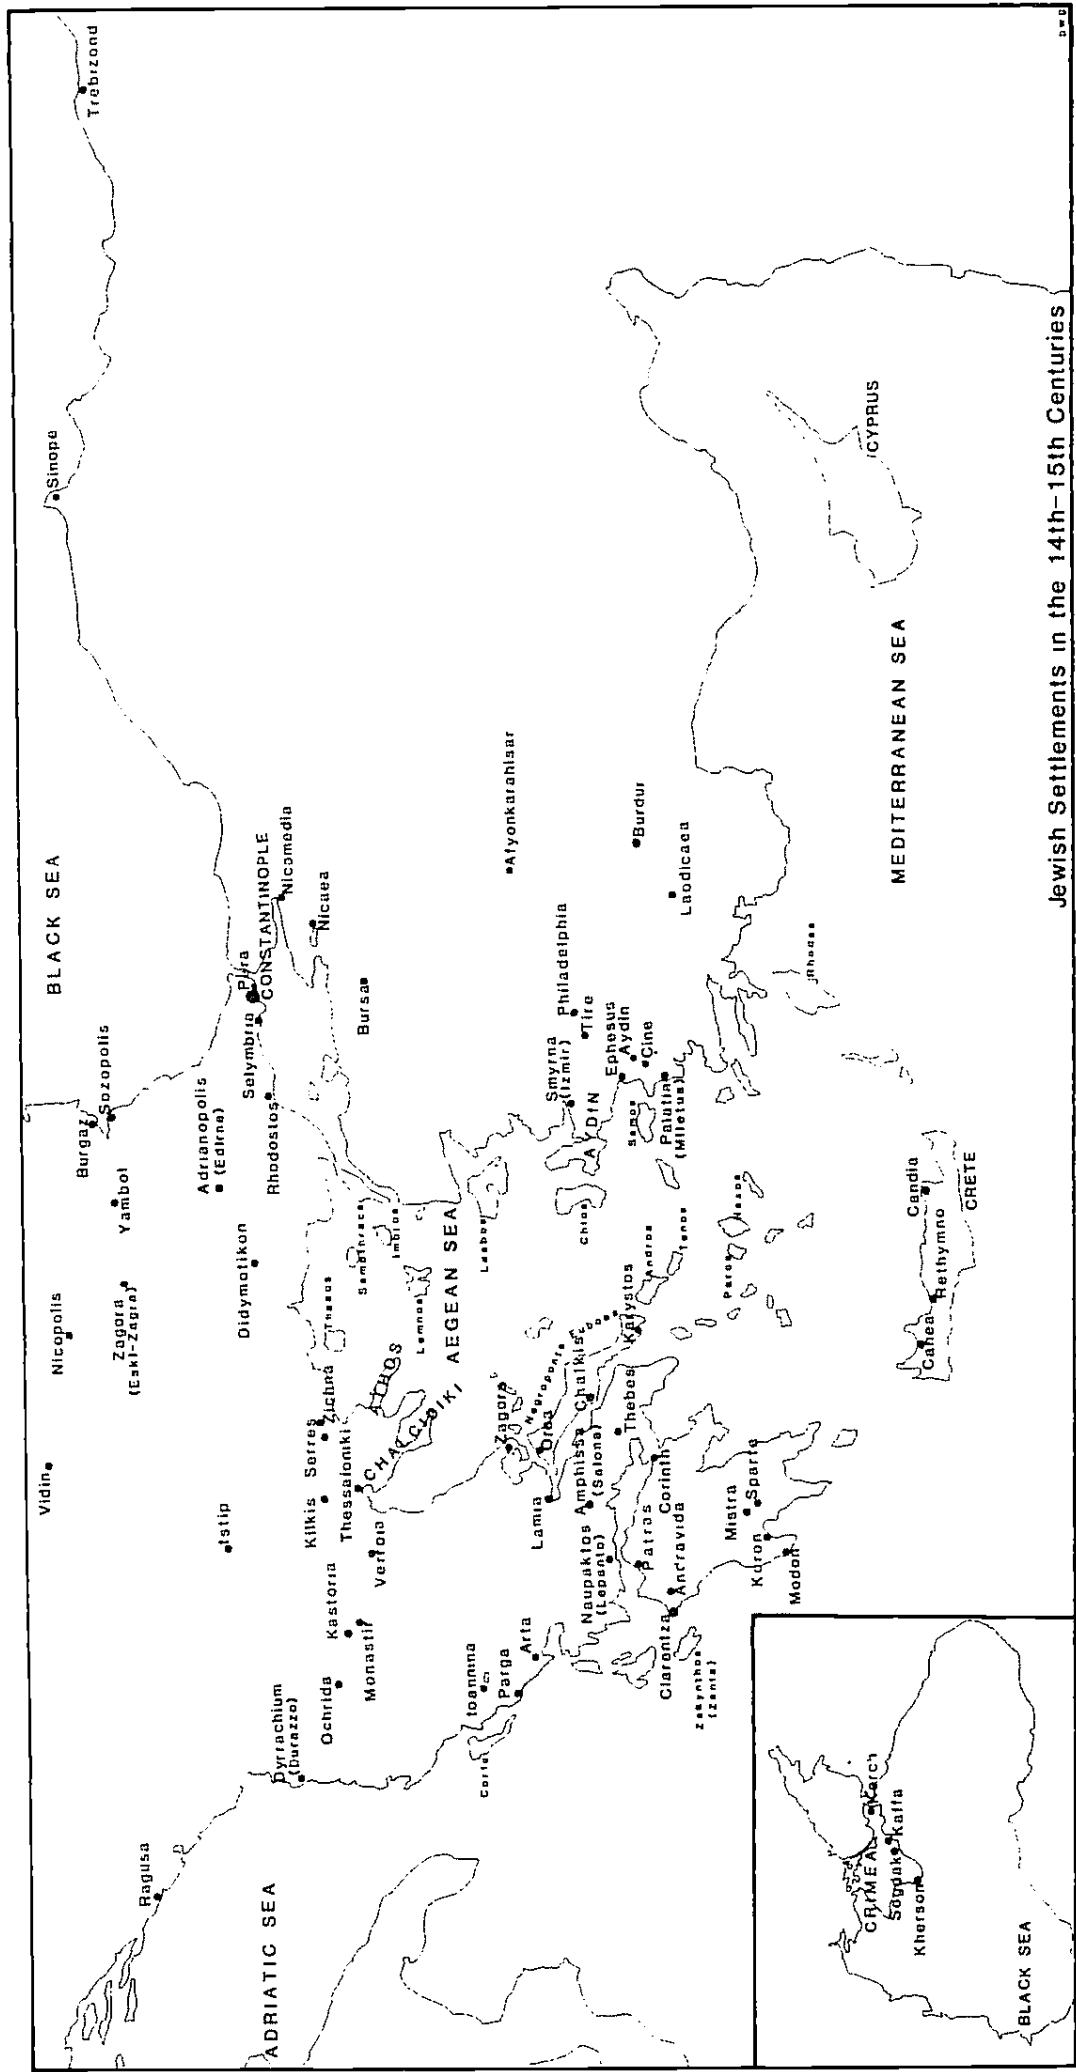 BLACK SEA
Trebizond
Sinope
Vidin
Nicopolis
Zagora
(Eski-Zagra)
Yambol
Burgaz
Sozopolis
Ragusa
Istip
Adrianopolis
(Edirne)
Didymotikon
Rhodostos
Selymbria
Pera
CONSTANTINOPLE
Nicomedia
Nicaea
Bursa
ADRIATIC SEA
Dyrrachium
(Durazzo)
Ochrida
Kastoria
Monastir
Kilkis
Serres
Zichna
Thessaloniki
Verroia
CHALCIDIKI
ATHOS
Thasos
Samothrace
Imbros
Lemnos
AEGEAN SEA
Lesbos
Corfu
Ioannina
Parga
Arta
Lamia
Zagora
Negroponte
Karystos
Chalkis
Amphissa
(Salona)
Thebes
Naupaktos
(Lepanto)
Patras
Corinth
Andravida
Clarentza
Zakynthos
(Zante)
Mistra
Sparta
Koron
Modon
Andros
Tenos
Paros
Naxos
Chios
Samos
AYDIN
Smyrna
(Izmir)
Philadelphia
Tire
Ephesus
Aydin
Cine
Palutia
(Miletus)
Afyonkarahisar
Burdur
Laodicaea
Rhodes
MEDITERRANEAN SEA
CYPRUS
Canea
Rethymno
Candia
CRETE
CRIMEA
Kerch
Kaffa
Kherson
BLACK SEA
Jewish Settlements in the 14th–15th Centuries